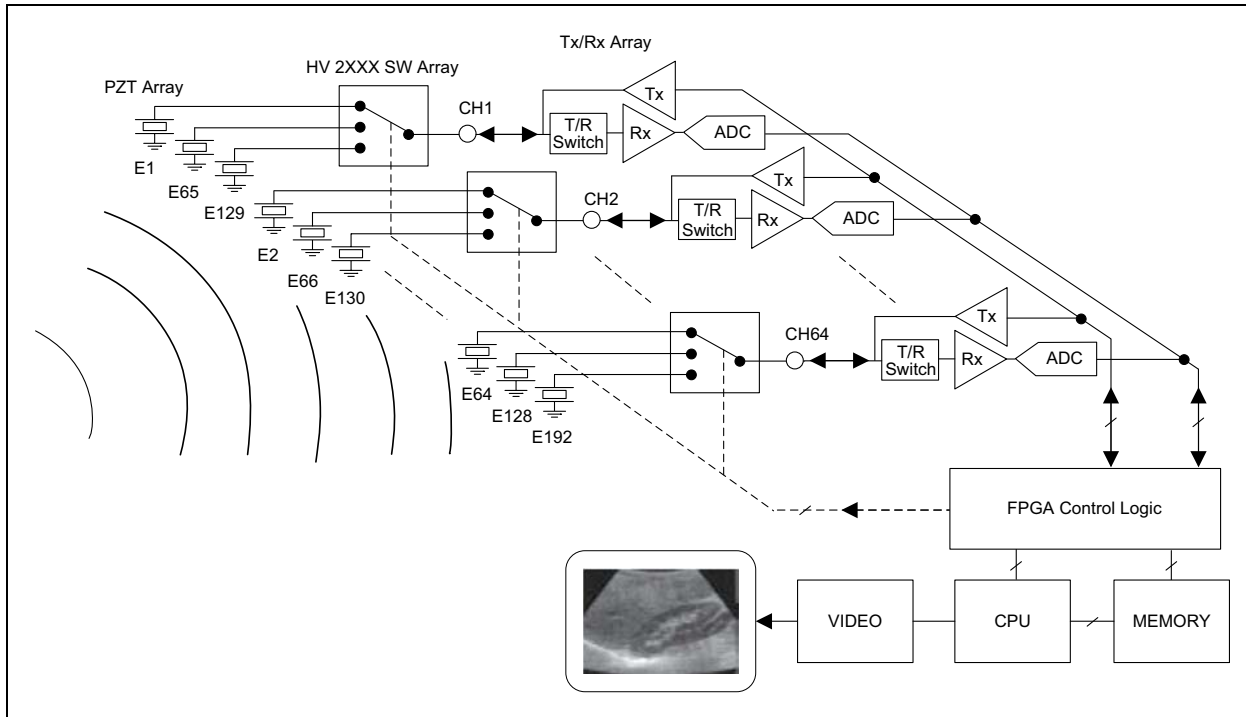 Tx/Rx Array
HV 2XXX SW Array
PZT Array
Tx
CH1
T/R
Switch
Rx
ADC
E1
E65
E129
Tx
CH2
T/R
Switch
Rx
ADC
E2
E66
E130
Tx
CH64
T/R
Switch
Rx
ADC
E64
E128
E192
FPGA Control Logic
VIDEO
CPU
MEMORY